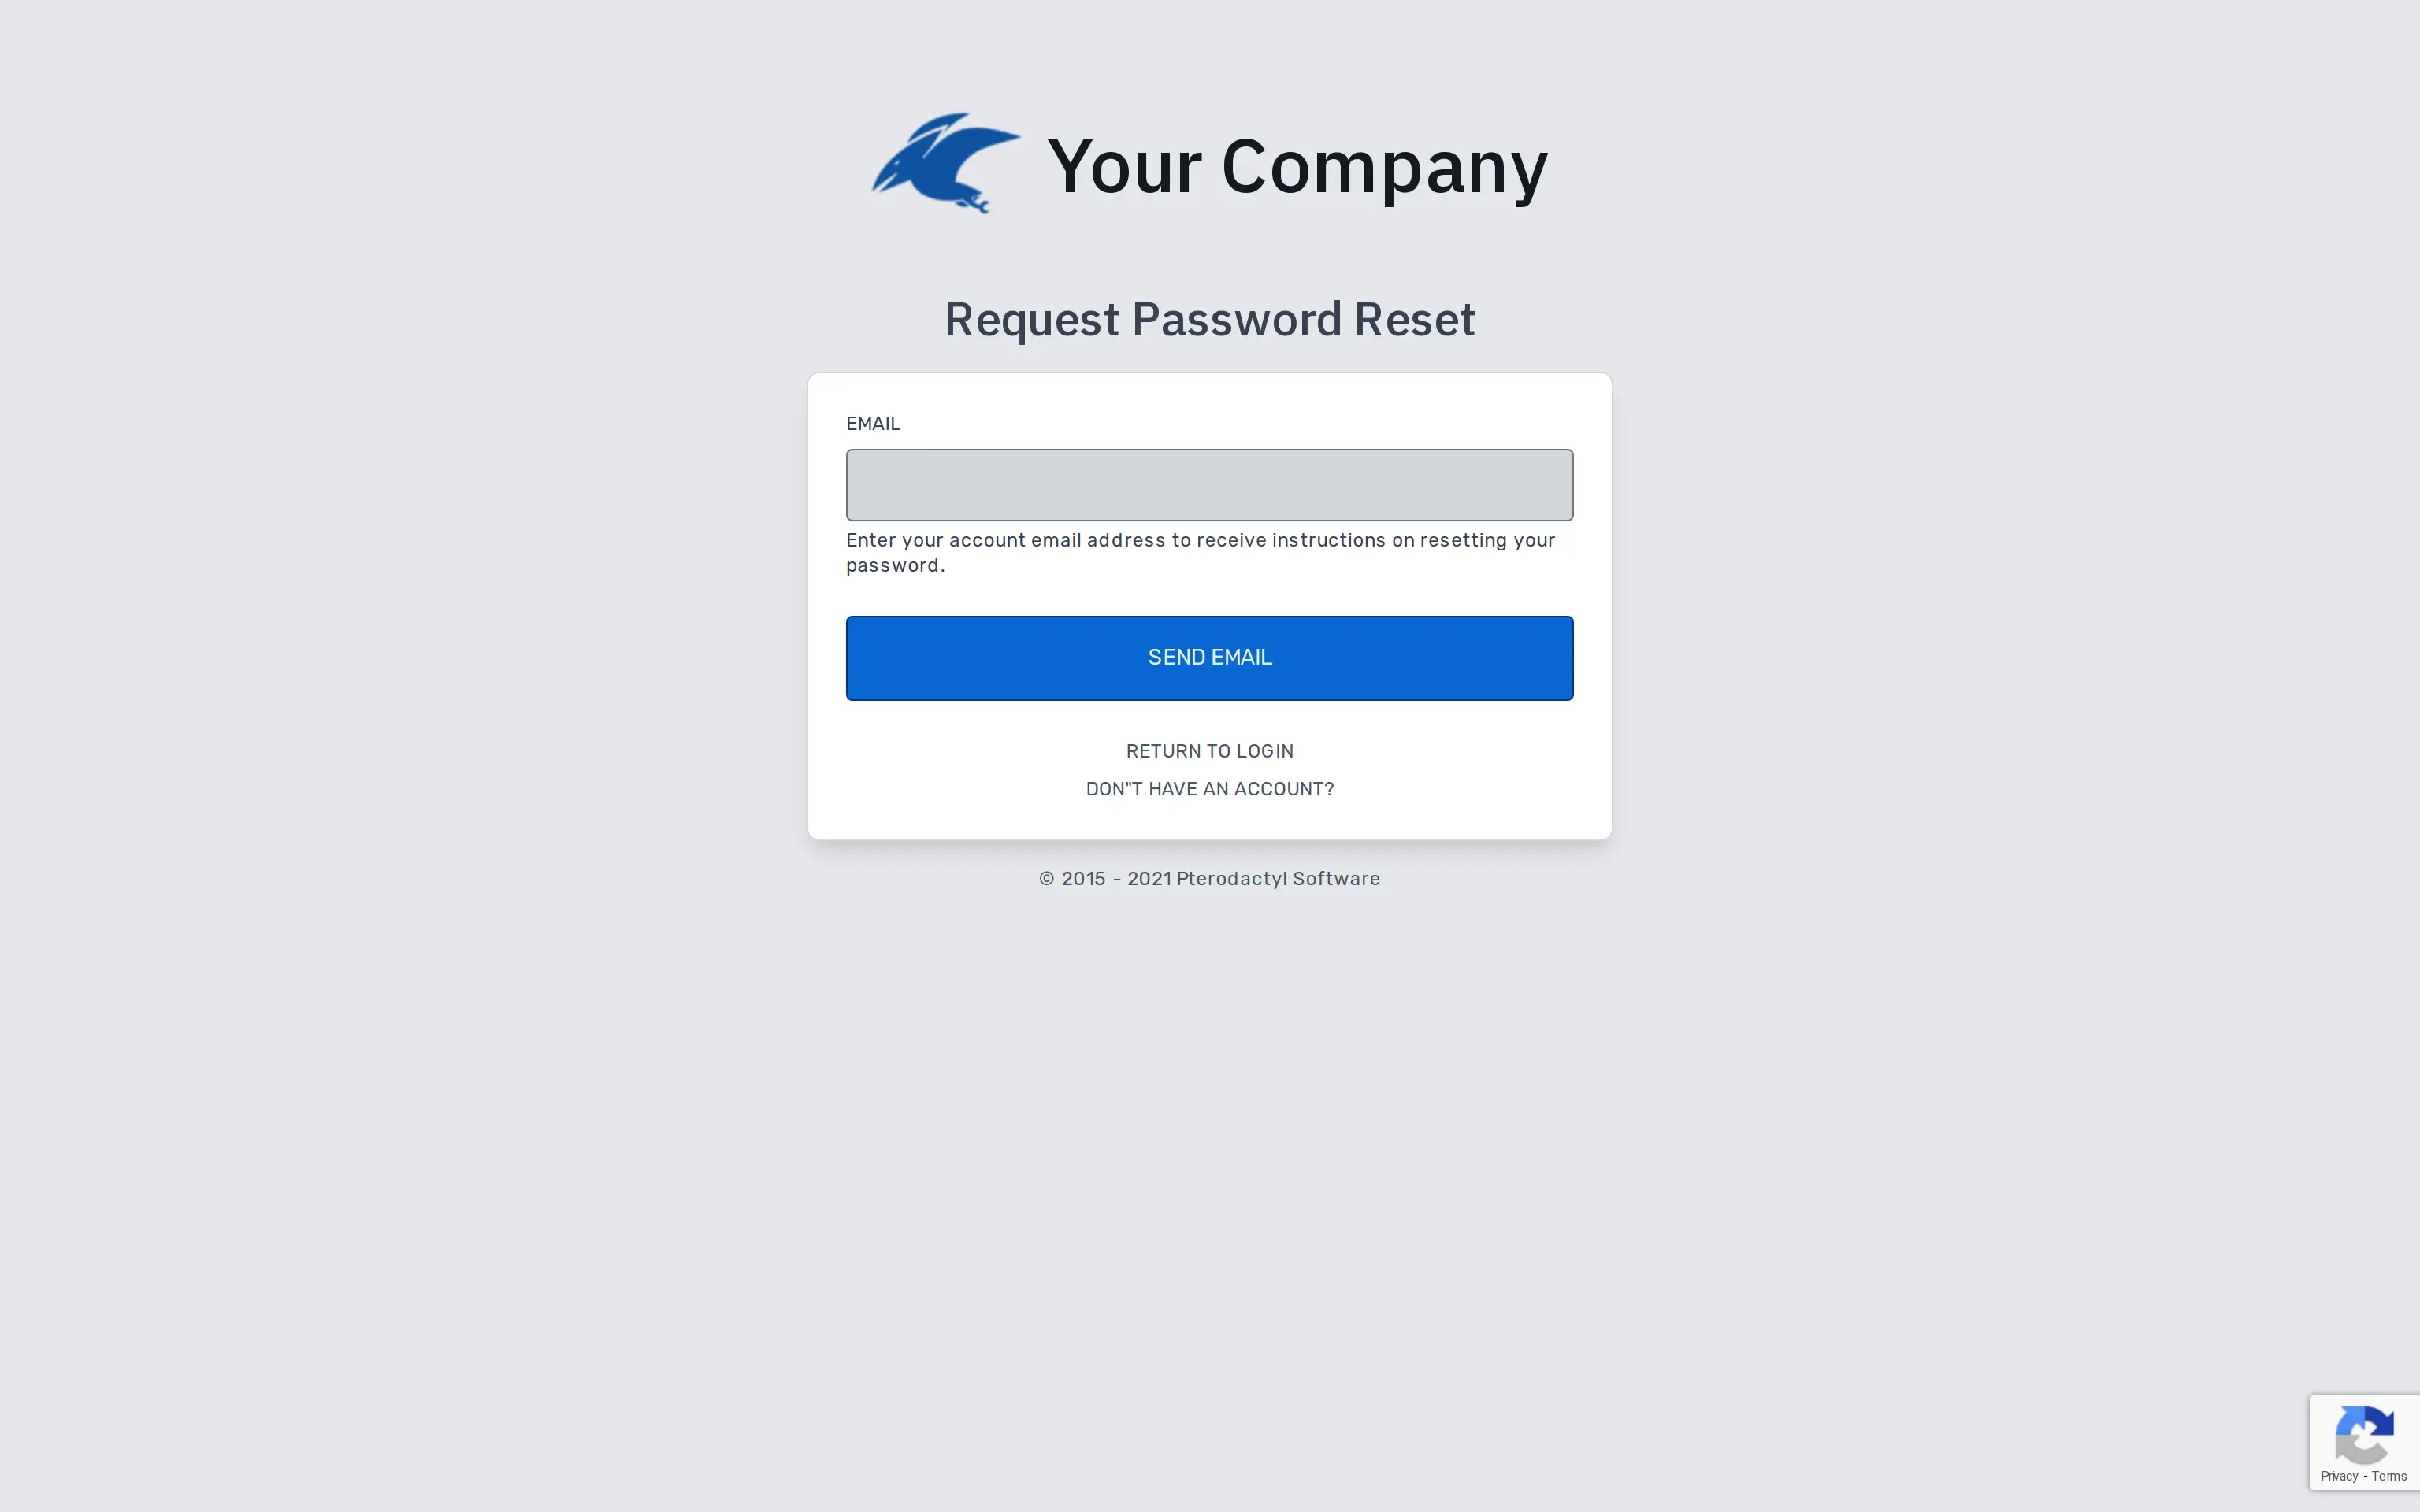 Your Company
Request Password Reset
EMAIL
Enter your account email address to receive instructions on resetting your
password.
SEND EMAIL
RETURN TO LOGIN
DON"T HAVE AN ACCOUNT?
© 2015 - 2021 Pterodactyl Software
Privacy - Terms